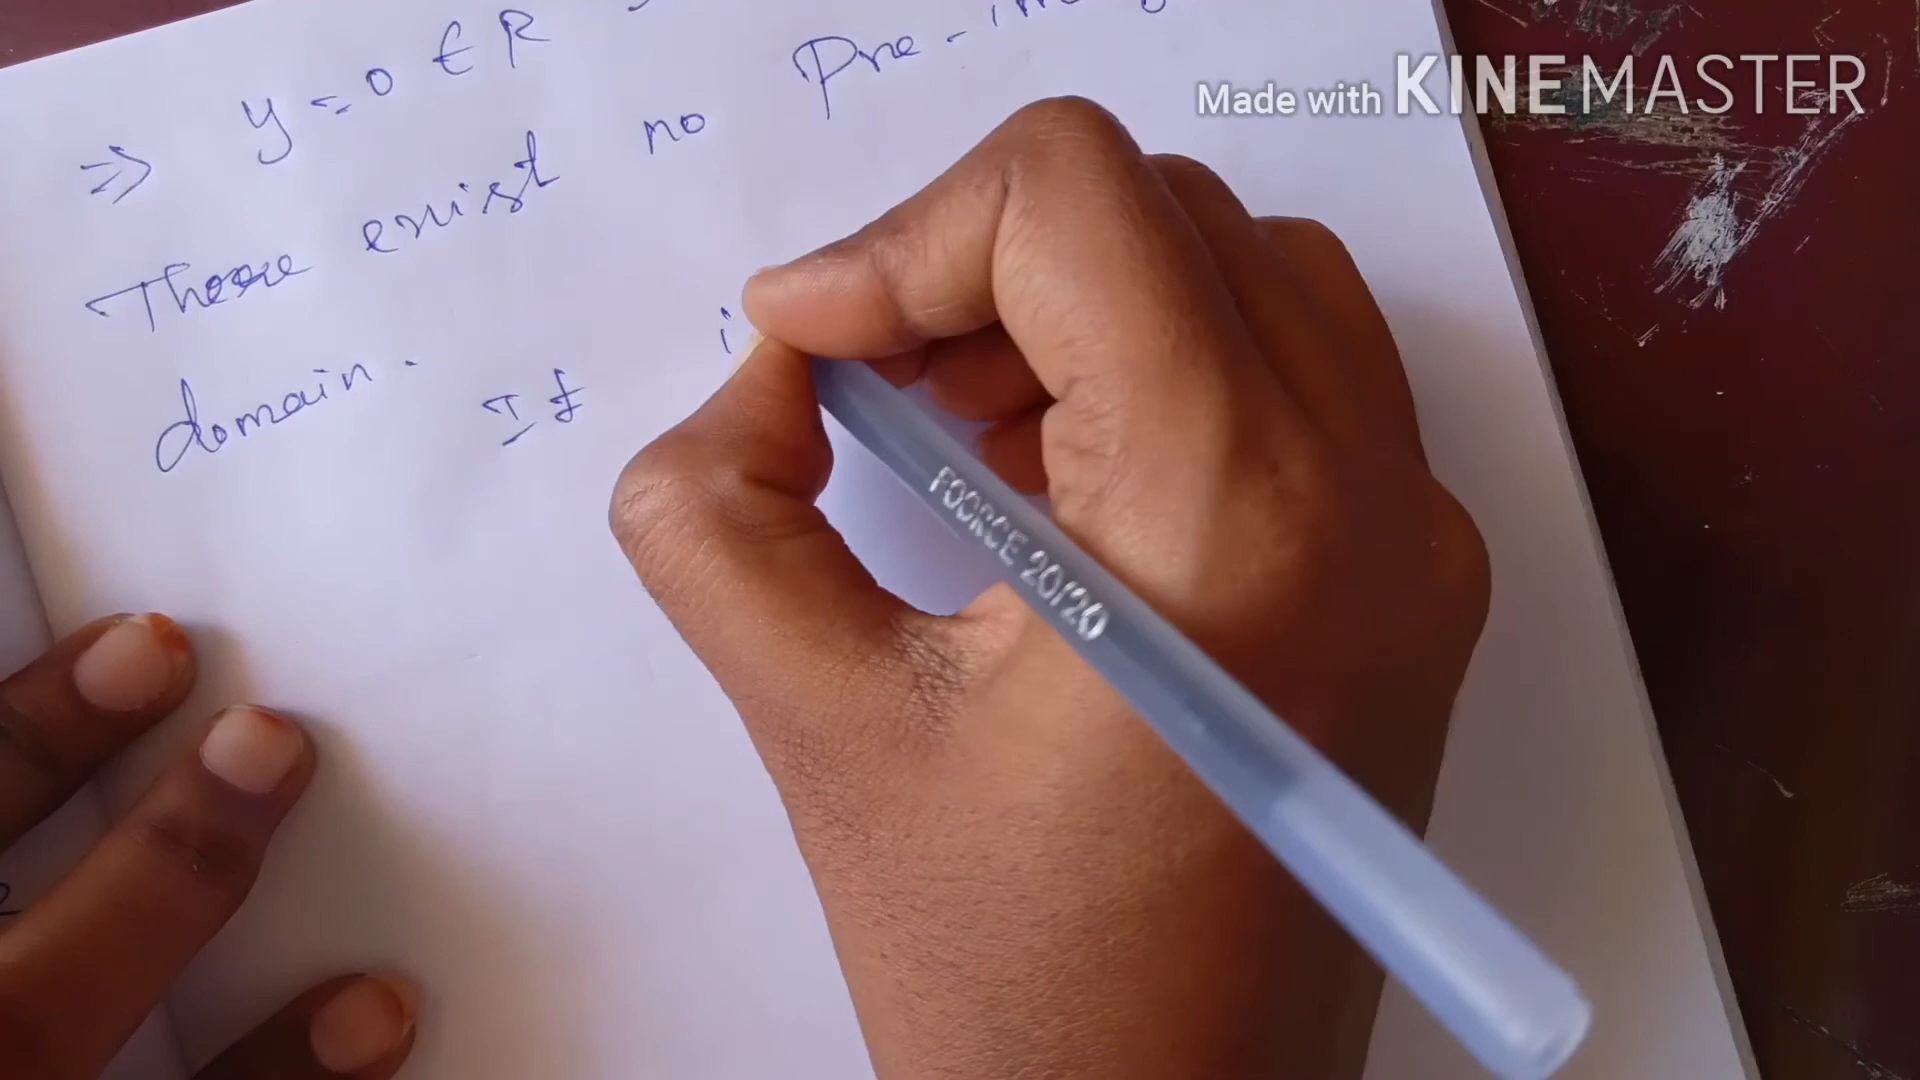 Made with KINEMASTER
⇒ y = 0 ∈ R
There exist no Pre-
domain. If
FOORCE 20/20